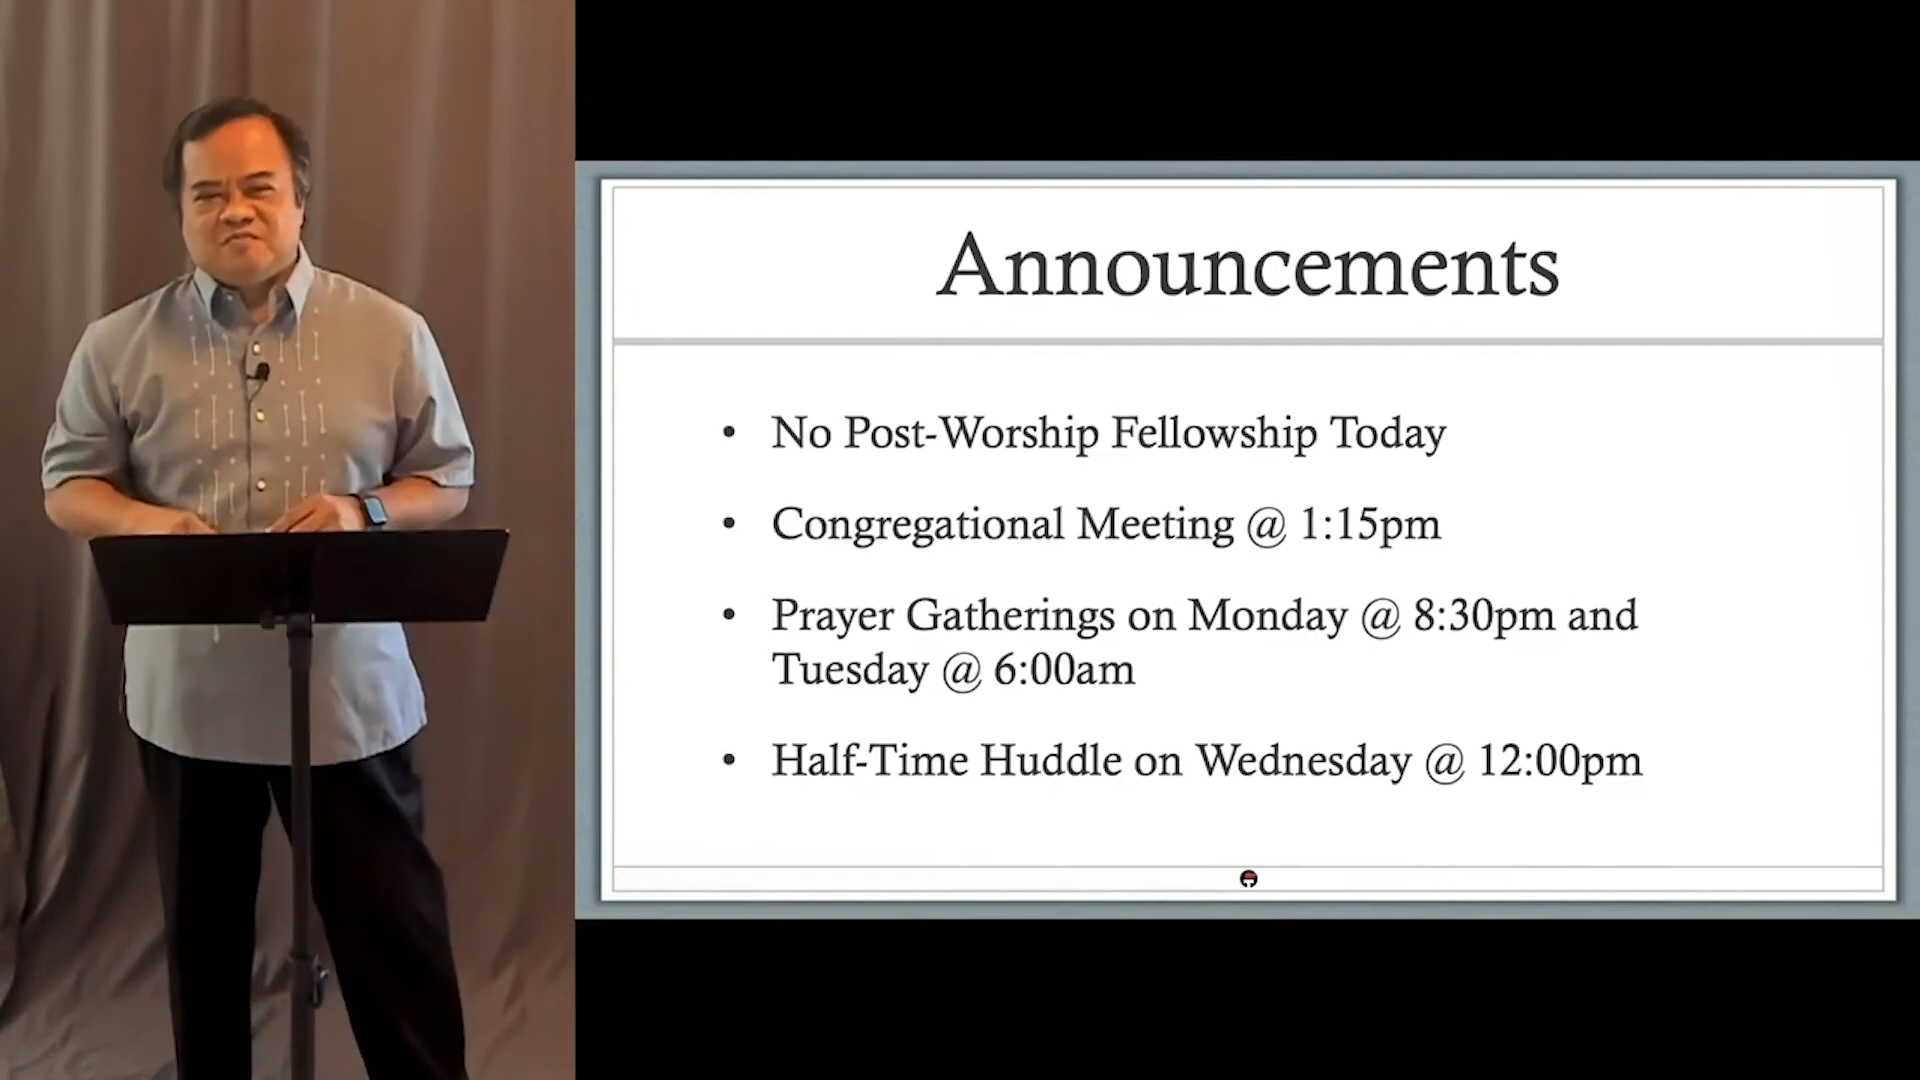 Announcements
• No Post-Worship Fellowship Today
• Congregational Meeting @ 1:15pm
• Prayer Gatherings on Monday @ 8:30pm and
Tuesday @ 6:00am
• Half-Time Huddle on Wednesday @ 12:00pm